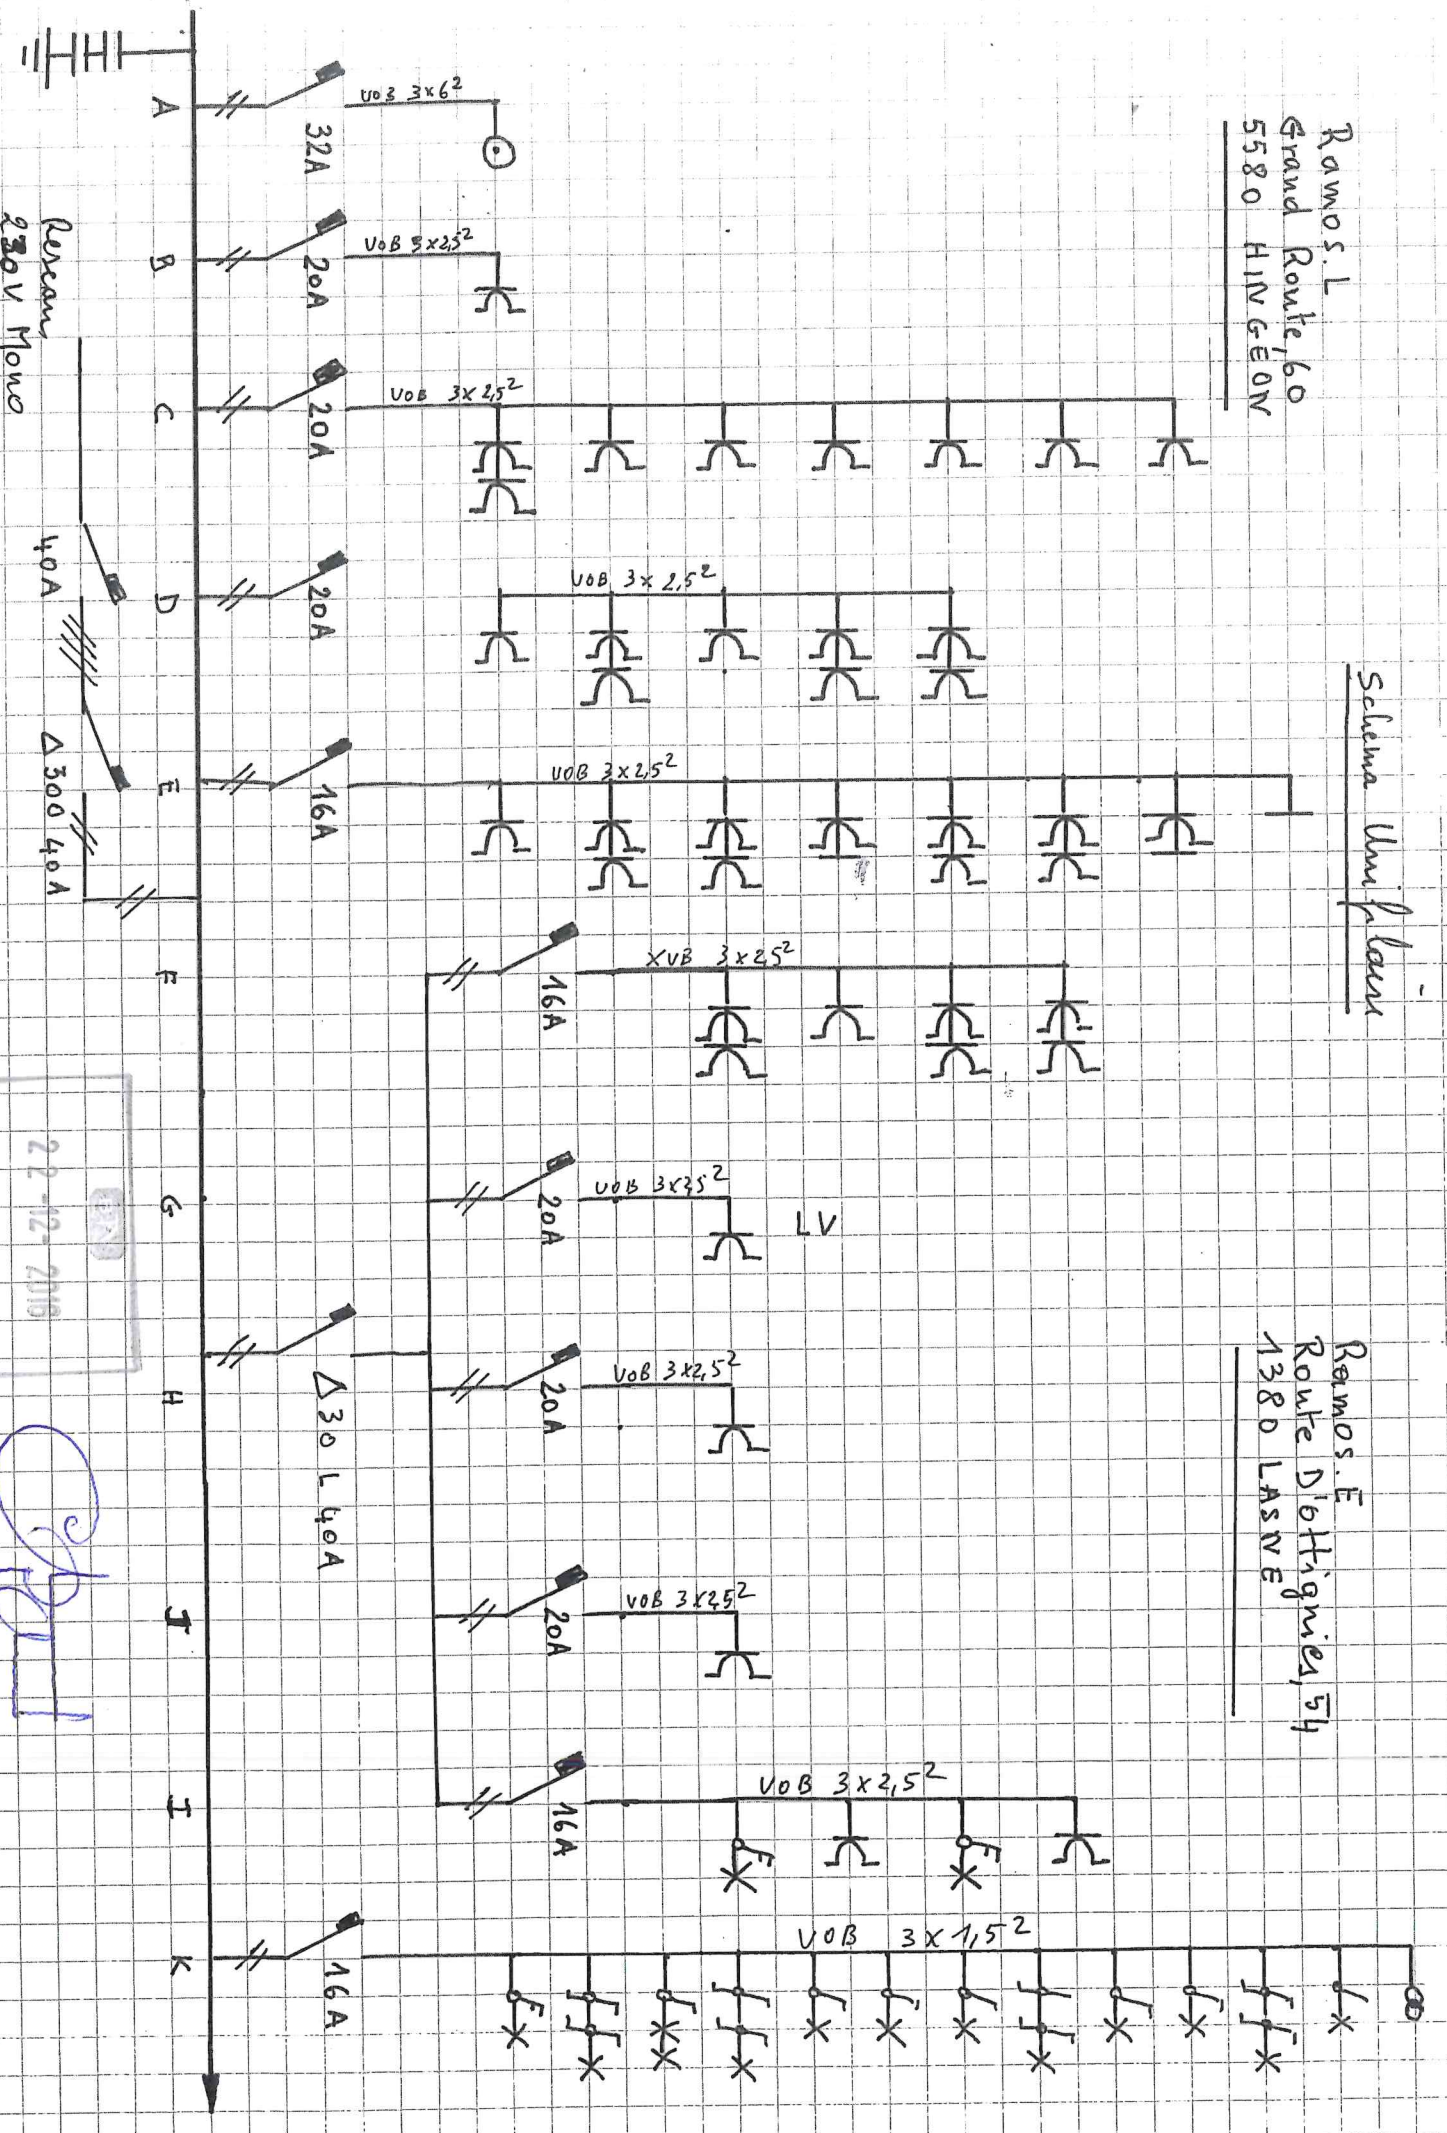 Schema Unifilaire
Ramos.L
Grand Route, 60
5580 HINGEON
Ramos.E
Route D'ottignies, 54
1380 LASNE
VOB 3x6²
32A
A
VOB 3x2,5²
20A
B
VOB 3x2,5²
20A
C
VOB 3x2,5²
20A
D
VOB 3x2,5²
16A
E
XVB 3x2,5²
16A
F
LV
VOB 3x2,5²
20A
G
VOB 3x2,5²
20A
H
VOB 3x2,5²
20A
J
VOB 3x2,5²
16A
I
VOB 3x1,5²
16A
K
Δ30 L 40A
Reseau
230V Mono
40A
Δ300 40A
22-12-2016